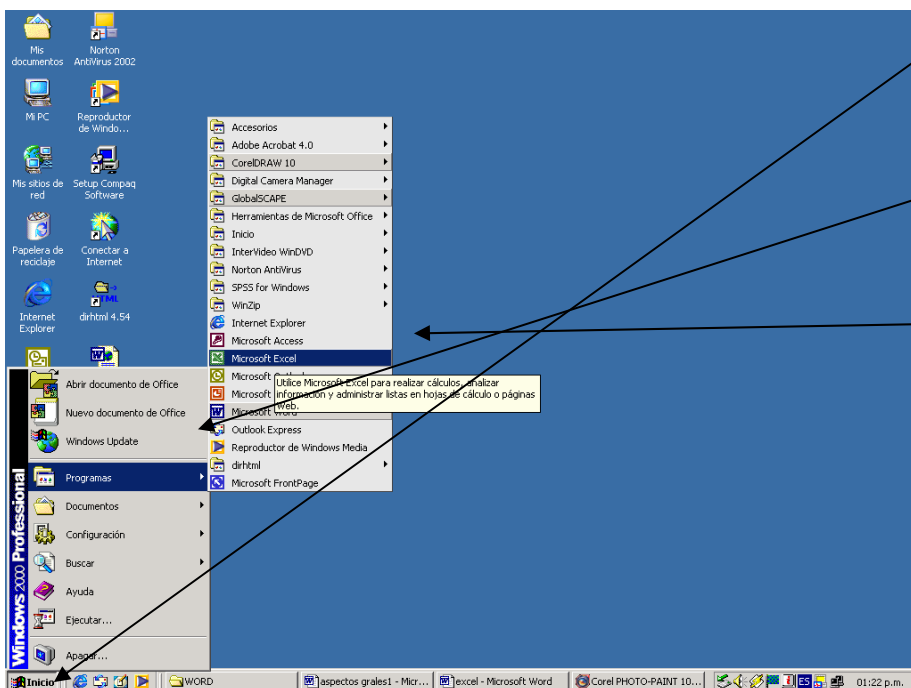 Mis
documentos
Norton
AntiVirus 2002
Mi PC
Reproductor
de Windo...
Mis sitios de
red
Setup Compaq
Software
Papelera de
reciclaje
Conectar a
Internet
Internet
Explorer
dirhtml 4.54
Accesorios
Adobe Acrobat 4.0
CorelDRAW 10
Digital Camera Manager
GlobalSCAPE
Herramientas de Microsoft Office
Inicio
InterVideo WinDVD
Norton AntiVirus
SPSS for Windows
WinZip
Internet Explorer
Microsoft Access
Microsoft Excel
Microsoft
Microsoft
Microsoft Word
Outlook Express
Reproductor de Windows Media
dirhtml
Microsoft FrontPage
Utilice Microsoft Excel para realizar cálculos, analizar
información y administrar listas en hojas de cálculo o páginas
Web.
Windows 2000 Professional
Abrir documento de Office
Nuevo documento de Office
Windows Update
Programas
Documentos
Configuración
Buscar
Ayuda
Ejecutar...
Apagar...
Inicio
WORD
aspectos grales1 - Micr...
excel - Microsoft Word
Corel PHOTO-PAINT 10...
ES
01:22 p.m.